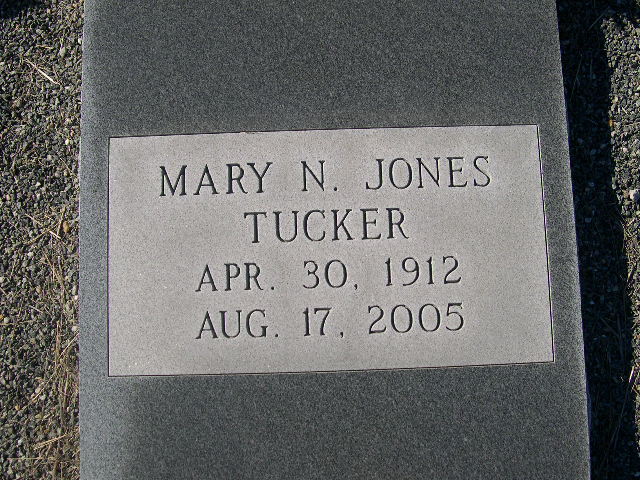 MARY N. JONES
TUCKER
APR. 30, 1912
AUG. 17, 2005